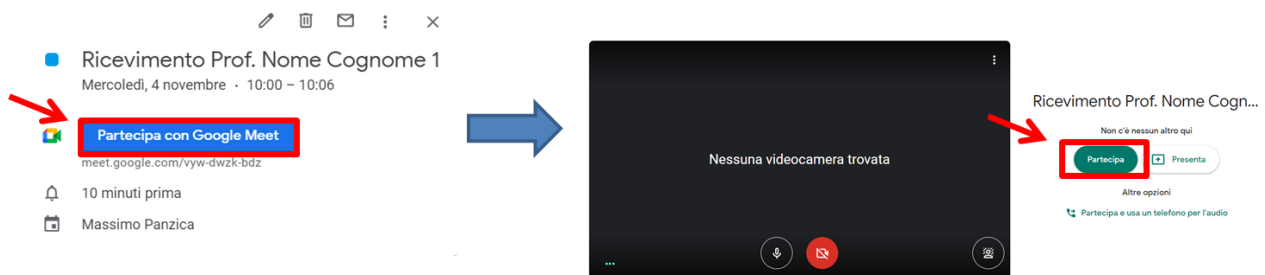 Ricevimento Prof. Nome Cognome 1
Mercoledì, 4 novembre · 10:00 – 10:06
Partecipa con Google Meet
meet.google.com/vyw-dwzk-bdz
10 minuti prima
Massimo Panzica
Nessuna videocamera trovata
Ricevimento Prof. Nome Cogn...
Non c'è nessun altro qui
Partecipa
Presenta
Altre opzioni
Partecipa e usa un telefono per l'audio